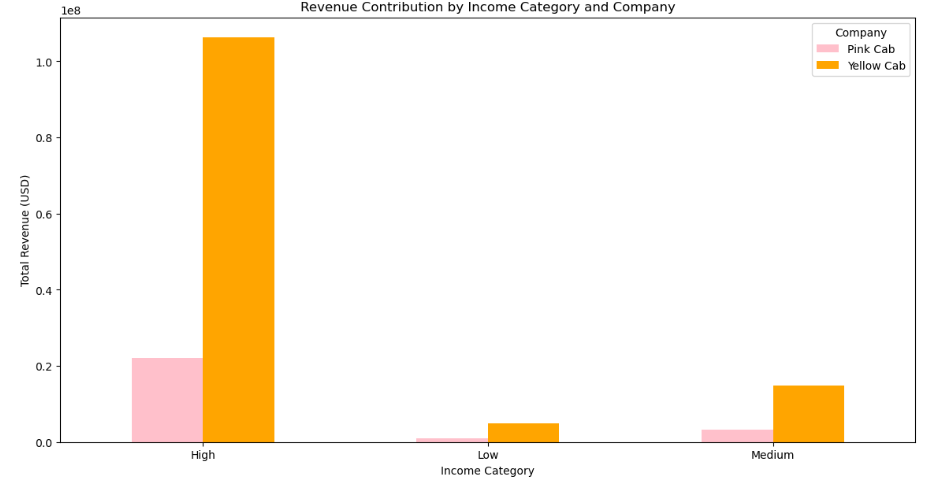 Revenue Contribution by Income Category and Company
1e8
Company
Pink Cab
Yellow Cab
1.0
0.8
0.6
0.4
0.2
0.0
Total Revenue (USD)
High
Low
Medium
Income Category